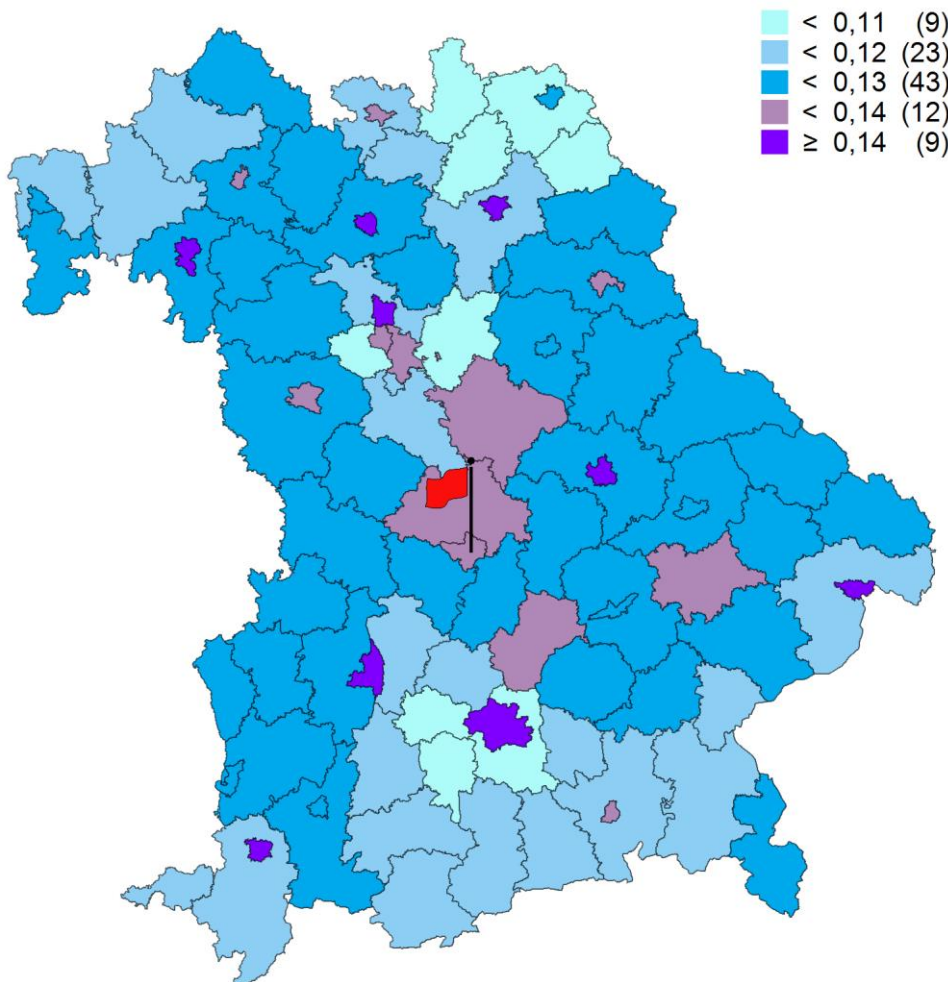 < 0,11 (9)
< 0,12 (23)
< 0,13 (43)
< 0,14 (12)
≥ 0,14 (9)